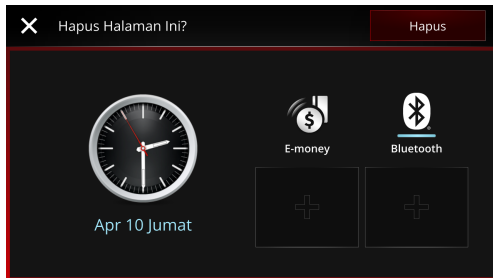 Hapus Halaman Ini?
Hapus
E-money
Bluetooth
Apr 10 Jumat